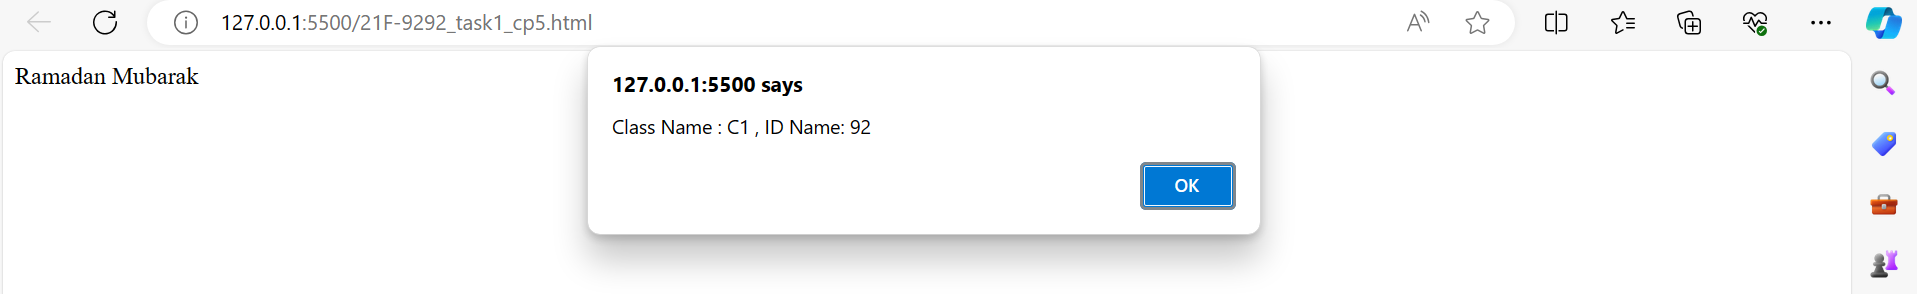 127.0.0.1:5500/21F-9292_task1_cp5.html
Ramadan Mubarak
127.0.0.1:5500 says
Class Name : C1 , ID Name: 92
OK